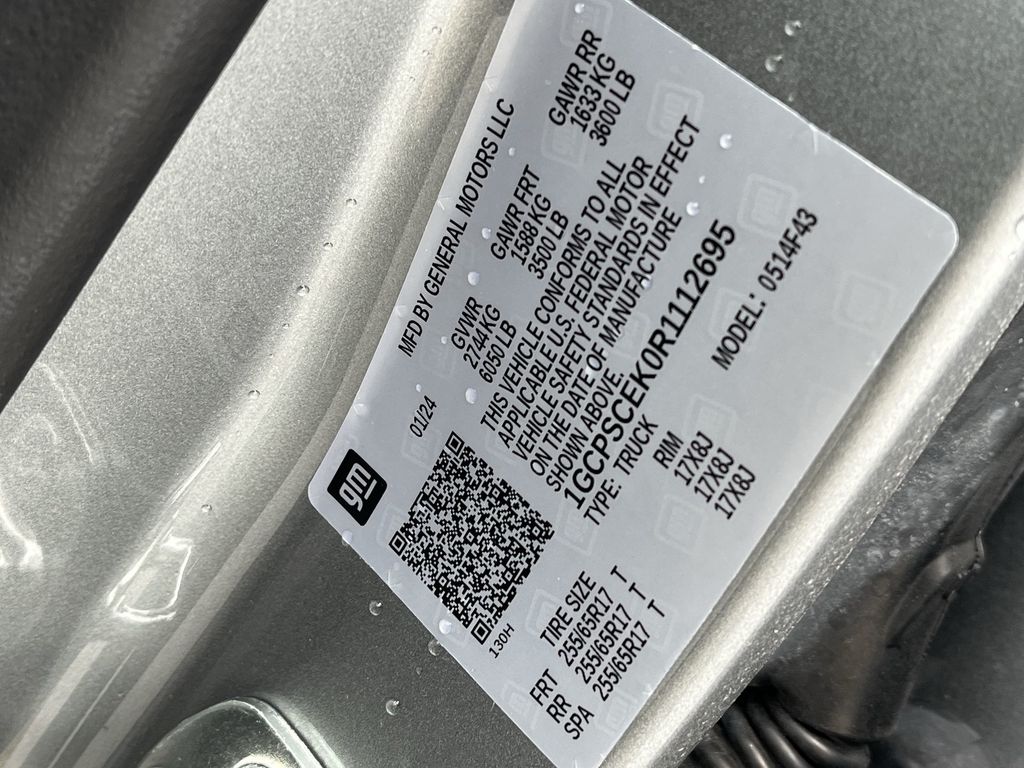 gm
01/24
MFD BY GENERAL MOTORS LLC
GVWR GAWR FRT GAWR RR
2744 KG 1588 KG 1633 KG
6050 LB 3500 LB 3600 LB
THIS VEHICLE CONFORMS TO ALL
APPLICABLE U.S. FEDERAL MOTOR
VEHICLE SAFETY STANDARDS IN EFFECT
ON THE DATE OF MANUFACTURE
SHOWN ABOVE.
1GCPSCEK0R1112695
TYPE: TRUCK MODEL: 0514F43
130H
TIRE SIZE RIM
FRT 255/65R17 T 17X8J
RR 255/65R17 T 17X8J
SPA 255/65R17 T 17X8J